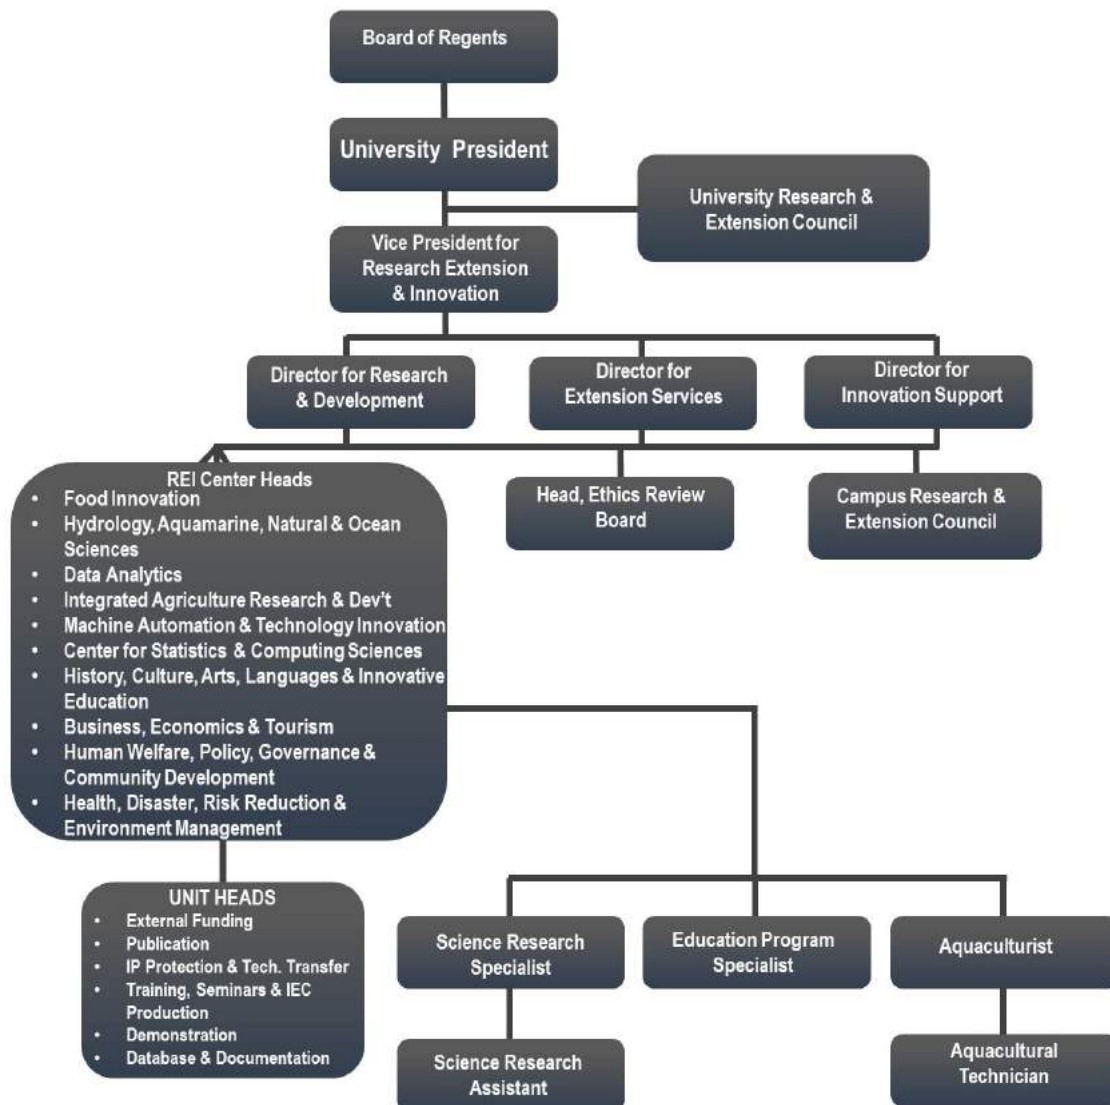 Board of Regents
University President
University Research &
Extension Council
Vice President for
Research Extension
& Innovation
Director for Research
& Development
Director for
Extension Services
Director for
Innovation Support
REI Center Heads
• Food Innovation
• Hydrology, Aquamarine, Natural & Ocean
Sciences
• Data Analytics
• Integrated Agriculture Research & Dev't
• Machine Automation & Technology Innovation
• Center for Statistics & Computing Sciences
• History, Culture, Arts, Languages & Innovative
Education
• Business, Economics & Tourism
• Human Welfare, Policy, Governance &
Community Development
• Health, Disaster, Risk Reduction &
Environment Management
Head, Ethics Review
Board
Campus Research &
Extension Council
UNIT HEADS
• External Funding
• Publication
• IP Protection & Tech. Transfer
• Training, Seminars & IEC
Production
• Demonstration
• Database & Documentation
Science Research
Specialist
Education Program
Specialist
Aquaculturist
Science Research
Assistant
Aquacultural
Technician